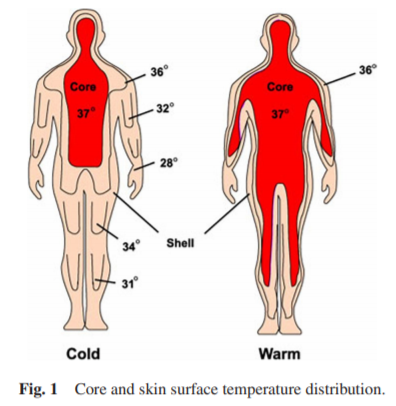 36°
Core
37°
32°
28°
34°
31°
Shell
36°
Core
37°
Cold
Warm
Fig. 1 Core and skin surface temperature distribution.